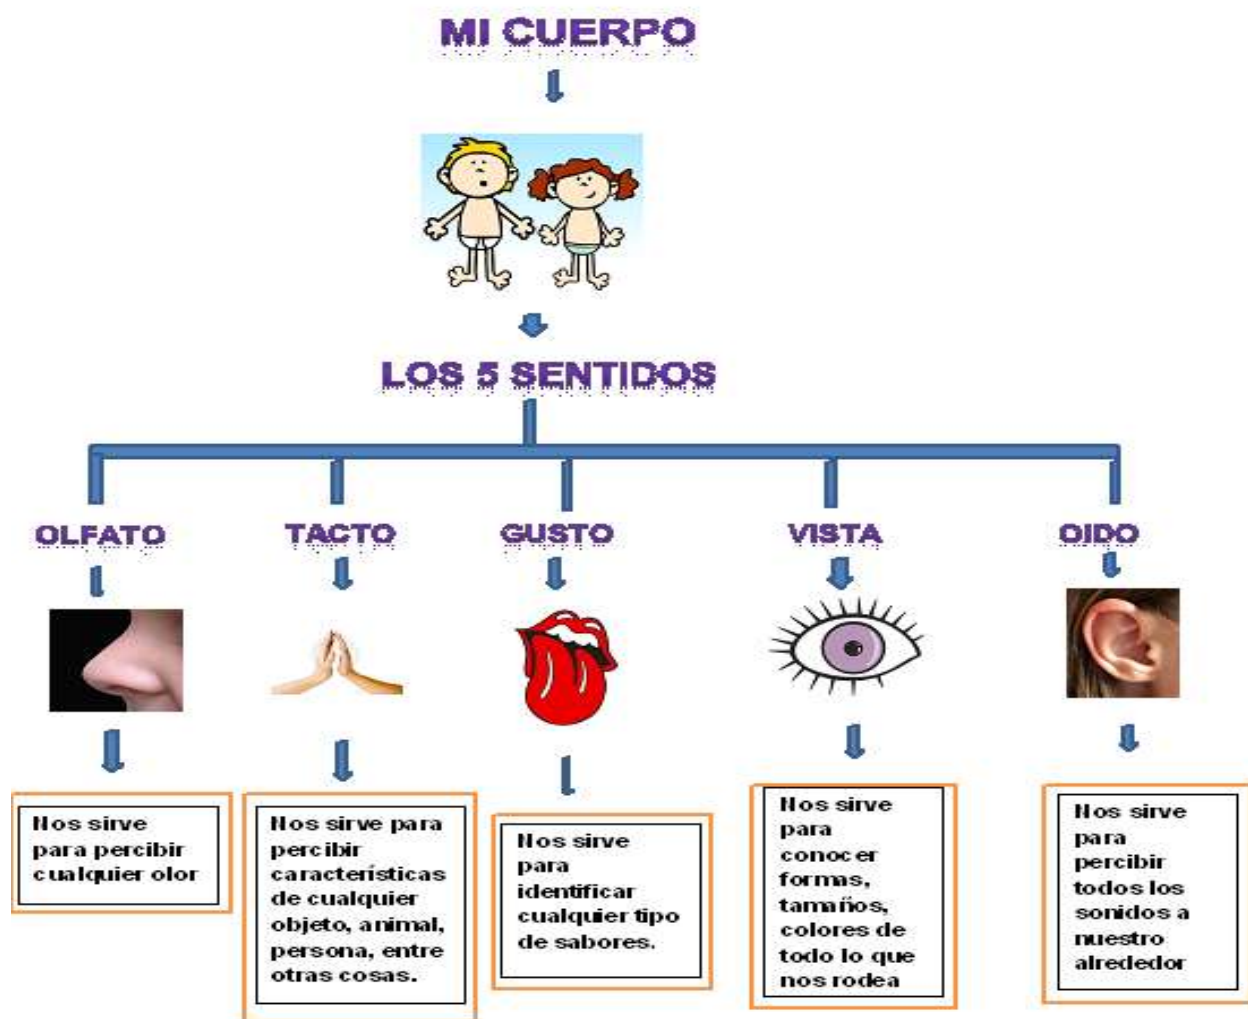 MI CUERPO
LOS 5 SENTIDOS
OLFATO
TACTO
GUSTO
VISTA
OIDO
Nos sirve
para percibir
cualquier olor
Nos sirve para
percibir
características
de cualquier
objeto, animal,
persona, entre
otras cosas.
Nos sirve
para
identificar
cualquier tipo
de sabores.
Nos sirve
para
conocer
formas,
tamaños,
colores de
todo lo que
nos rodea
Nos sirve
para
percibir
todos los
sonidos a
nuestro
alrededor